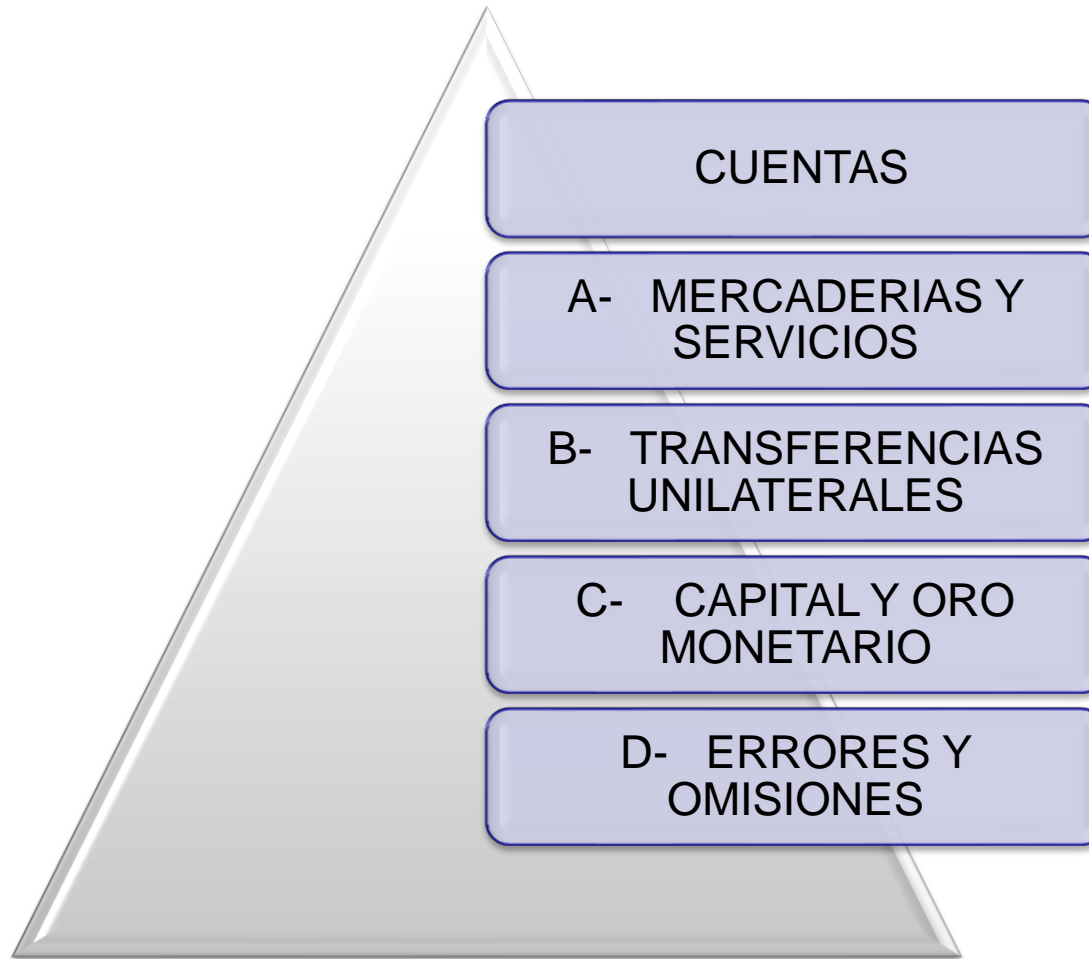 CUENTAS
A- MERCADERIAS Y
SERVICIOS
B- TRANSFERENCIAS
UNILATERALES
C- CAPITAL Y ORO
MONETARIO
D- ERRORES Y
OMISIONES